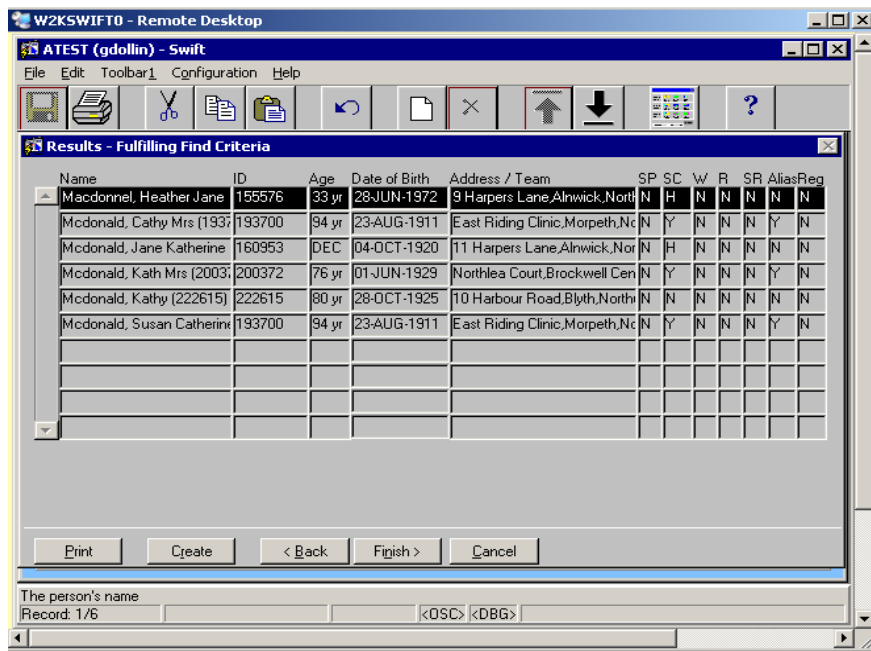 W2KSWIFT0 - Remote Desktop
ATEST (gdollin) - Swift
File Edit Toolbar1 Configuration Help
Results - Fulfilling Find Criteria
Name ID Age Date of Birth Address / Team SP SC W R SR Alias Reg
Macdonnel, Heather Jane 155576 33 yr 28-JUN-1972 9 Harpers Lane,Alnwick,North N H N N N N N
Mcdonald, Cathy Mrs (1937 193700 94 yr 23-AUG-1911 East Riding Clinic,Morpeth,No N Y N N N Y N
Mcdonald, Jane Katherine 160953 DEC 04-OCT-1920 11 Harpers Lane,Alnwick,Nor N H N N N N N
Mcdonald, Kath Mrs (20037 200372 76 yr 01-JUN-1929 Northlea Court,Brockwell Cen N Y N N N Y N
Mcdonald, Kathy (222615) 222615 80 yr 28-OCT-1925 10 Harbour Road,Blyth,North N N N N N N N
Mcdonald, Susan Catherine 193700 94 yr 23-AUG-1911 East Riding Clinic,Morpeth,No N Y N N N Y N
Print Create < Back Finish > Cancel
The person's name
Record: 1/6 <OSC> <DBG>